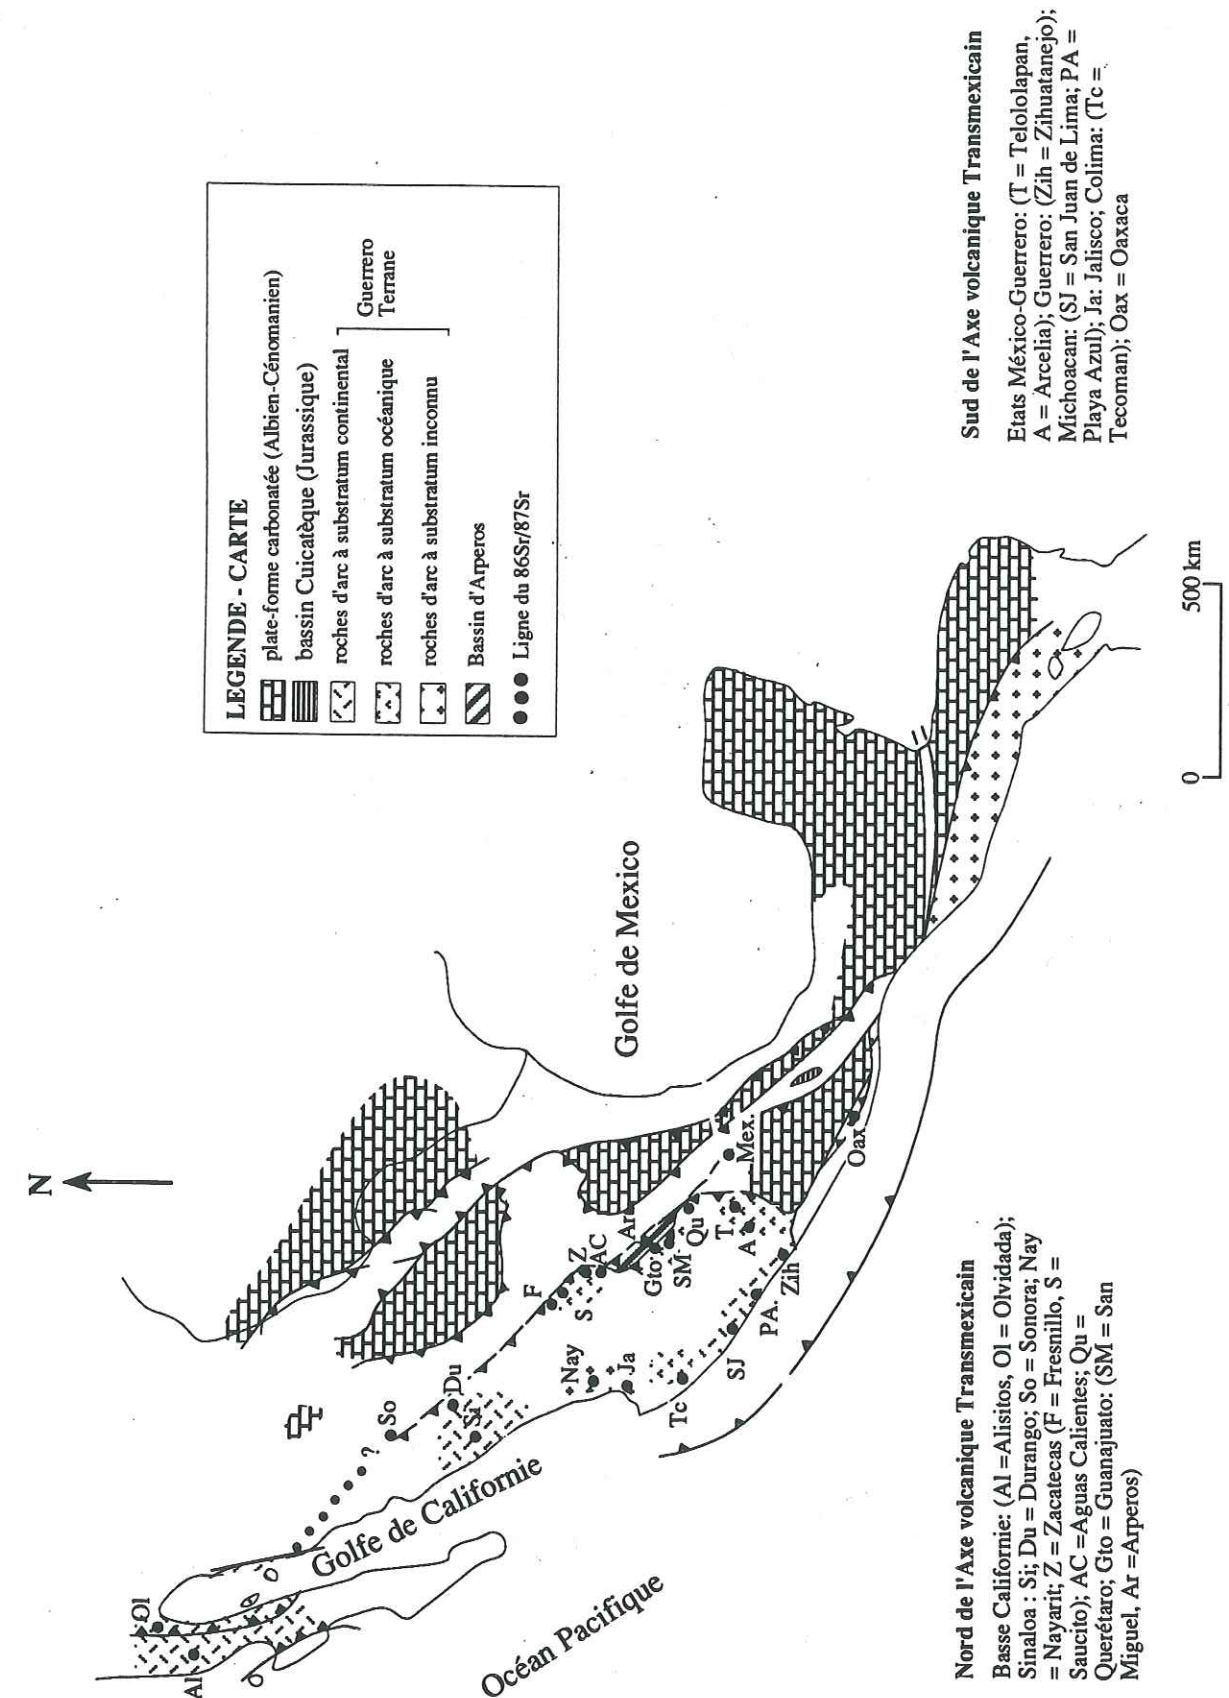 N
LEGENDE - CARTE
plate-forme carbonatée (Albien-Cénomanien)
bassin Cuicatèque (Jurassique)
roches d'arc à substratum continental
roches d'arc à substratum océanique
roches d'arc à substratum inconnu
Guerrero
Terrane
Bassin d'Arperos
Ligne du 86Sr/87Sr
Golfe de Mexico
Golfe de Californie
Océan Pacifique
Al
Ol
?
So
Du
Si
F
Z
S
AC
Nay
Ja
Ar
Gto
SM
Qu
T
A
Mex.
Tc
SJ
PA.
Zih
Oax
0
500 km
Nord de l'Axe volcanique Transmexicain
Basse Californie: (Al =Alisitos, Ol = Olvidada);
Sinaloa : Si; Du = Durango; So = Sonora; Nay
= Nayarit; Z = Zacatecas (F = Fresmillo, S =
Saucito); AC =Aguas Calientes; Qu =
Querétaro; Gto = Guanajuato: (SM = San
Miguel, Ar =Arperos)
Sud de l'Axe volcanique Transmexicain
Etats México-Guerrero: (T = Telololapan,
A = Arcelia); Guerrero: (Zih = Zihuatanejo);
Michoacan: (SJ = San Juan de Lima; PA =
Playa Azul); Ja: Jalisco; Colima: (Tc =
Tecoman); Oax = Oaxaca